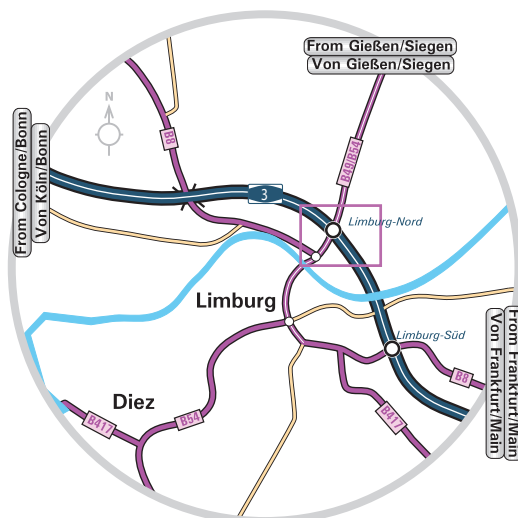 From Gießen/Siegen
Von Gießen/Siegen
N
From Cologne/Bonn
Von Köln/Bonn
B8
B49/B54
3
Limburg-Nord
Limburg
Limburg-Süd
From Frankfurt/Main
Von Frankfurt/Main
B8
Diez
B417
B54
B417